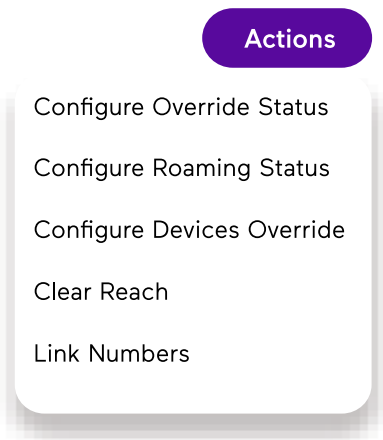 Actions
Configure Override Status
Configure Roaming Status
Configure Devices Override
Clear Reach
Link Numbers